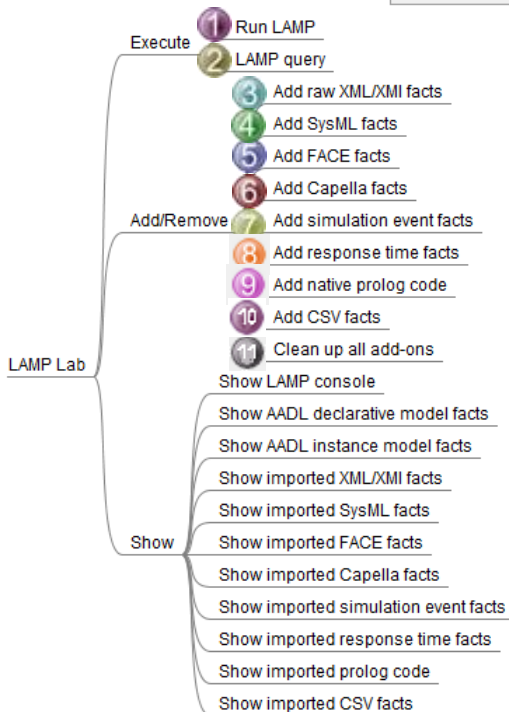 Execute
1 Run LAMP
2 LAMP query
3 Add raw XML/XMI facts
4 Add SysML facts
5 Add FACE facts
6 Add Capella facts
Add/Remove
7 Add simulation event facts
8 Add response time facts
9 Add native prolog code
10 Add CSV facts
11 Clean up all add-ons
LAMP Lab
Show LAMP console
Show AADL declarative model facts
Show AADL instance model facts
Show imported XML/XMI facts
Show imported SysML facts
Show
Show imported FACE facts
Show imported Capella facts
Show imported simulation event facts
Show imported response time facts
Show imported prolog code
Show imported CSV facts